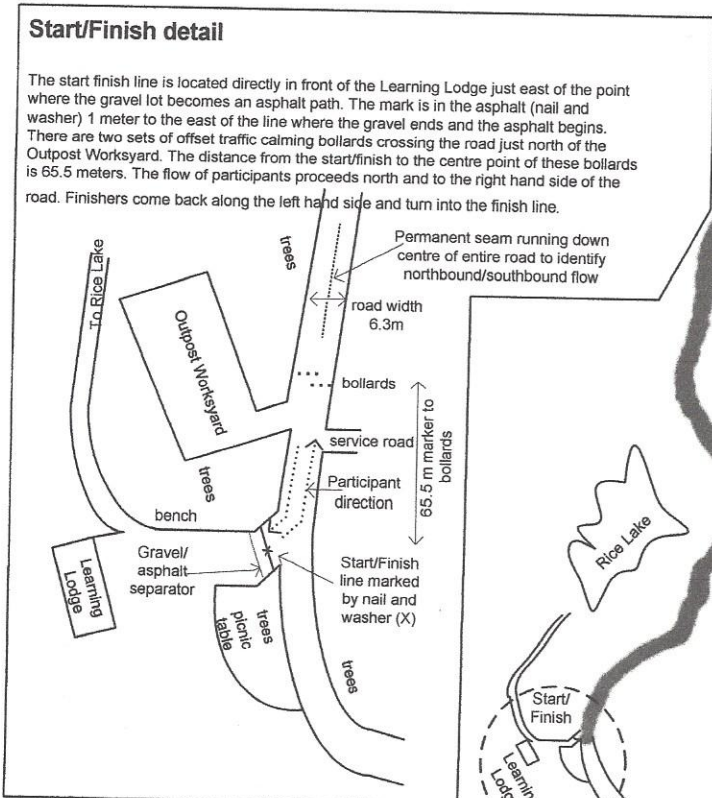 Start/Finish detail
The start finish line is located directly in front of the Learning Lodge just east of the point
where the gravel lot becomes an asphalt path. The mark is in the asphalt (nail and
washer) 1 meter to the east of the line where the gravel ends and the asphalt begins.
There are two sets of offset traffic calming bollards crossing the road just north of the
Outpost Worksyard. The distance from the start/finish to the centre point of these bollards
is 65.5 meters. The flow of participants proceeds north and to the right hand side of the
road. Finishers come back along the left hand side and turn into the finish line.
To Rice Lake
trees
Permanent seam running down
centre of entire road to identify
northbound/southbound flow
road width
6.3m
Outpost Worksyard
bollards
65.5 m marker to
bollards
service road
trees
Participant
direction
bench
Gravel/
asphalt
separator
Start/Finish
line marked
by nail and
washer (X)
Learning
Lodge
trees
picnic
table
trees
Rice Lake
Start/
Finish
Learning
Lodge